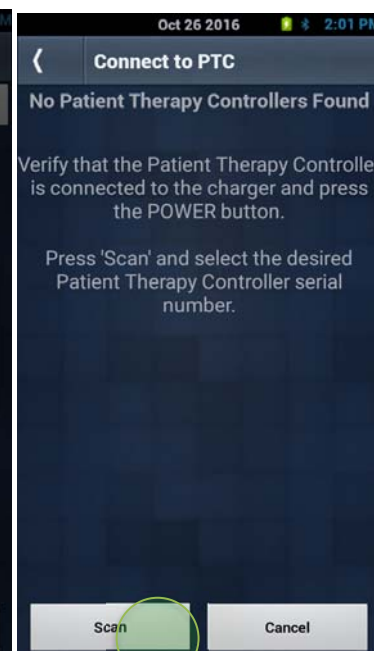 Oct 26 2016 2:01 PM
Connect to PTC
No Patient Therapy Controllers Found
Verify that the Patient Therapy Controlle
is connected to the charger and press
the POWER button.
Press 'Scan' and select the desired
Patient Therapy Controller serial
number.
Scan Cancel